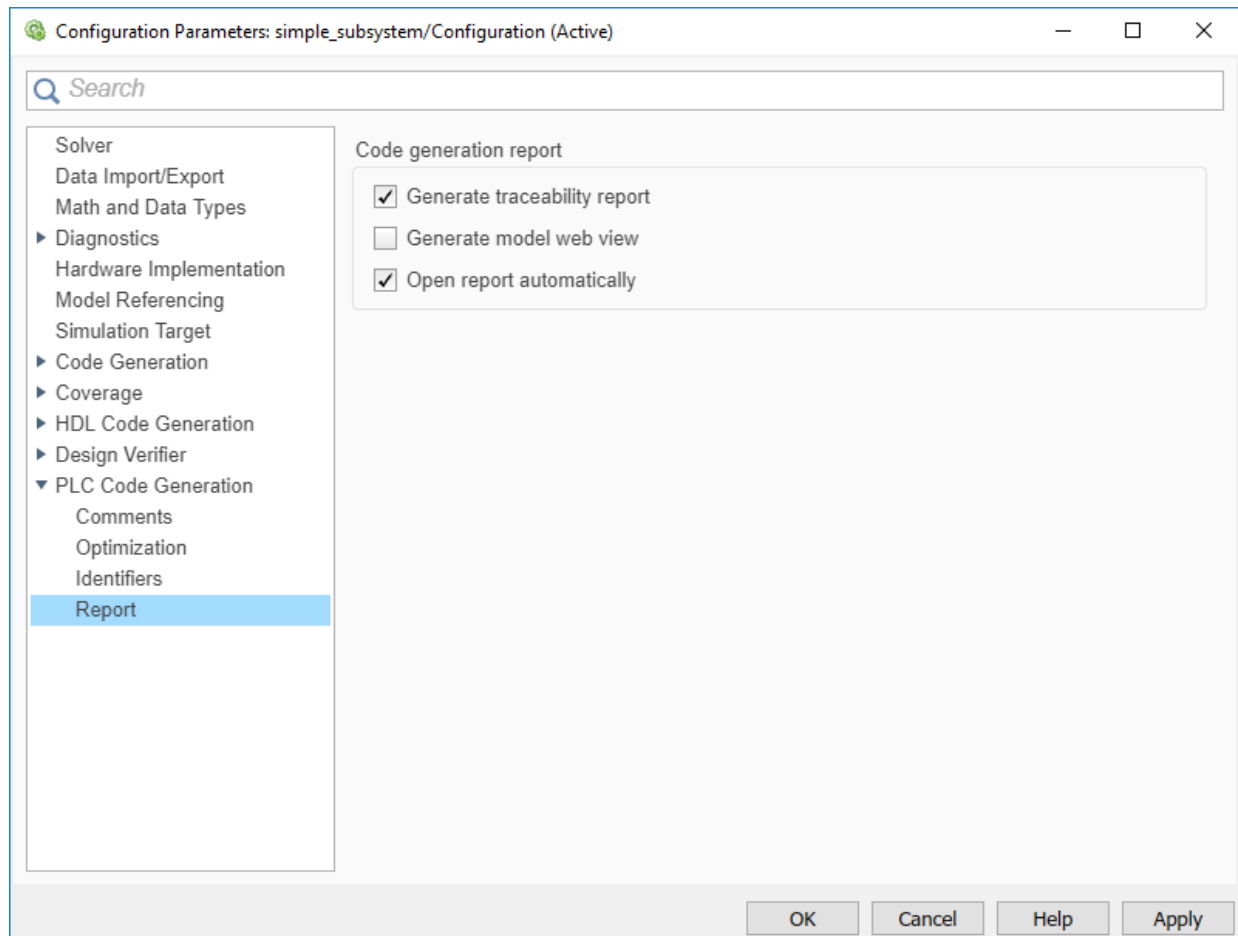 Configuration Parameters: simple_subsystem/Configuration (Active)
Search
Solver
Data Import/Export
Math and Data Types
Diagnostics
Hardware Implementation
Model Referencing
Simulation Target
Code Generation
Coverage
HDL Code Generation
Design Verifier
PLC Code Generation
Comments
Optimization
Identifiers
Report
Code generation report
Generate traceability report
Generate model web view
Open report automatically
OK Cancel Help Apply